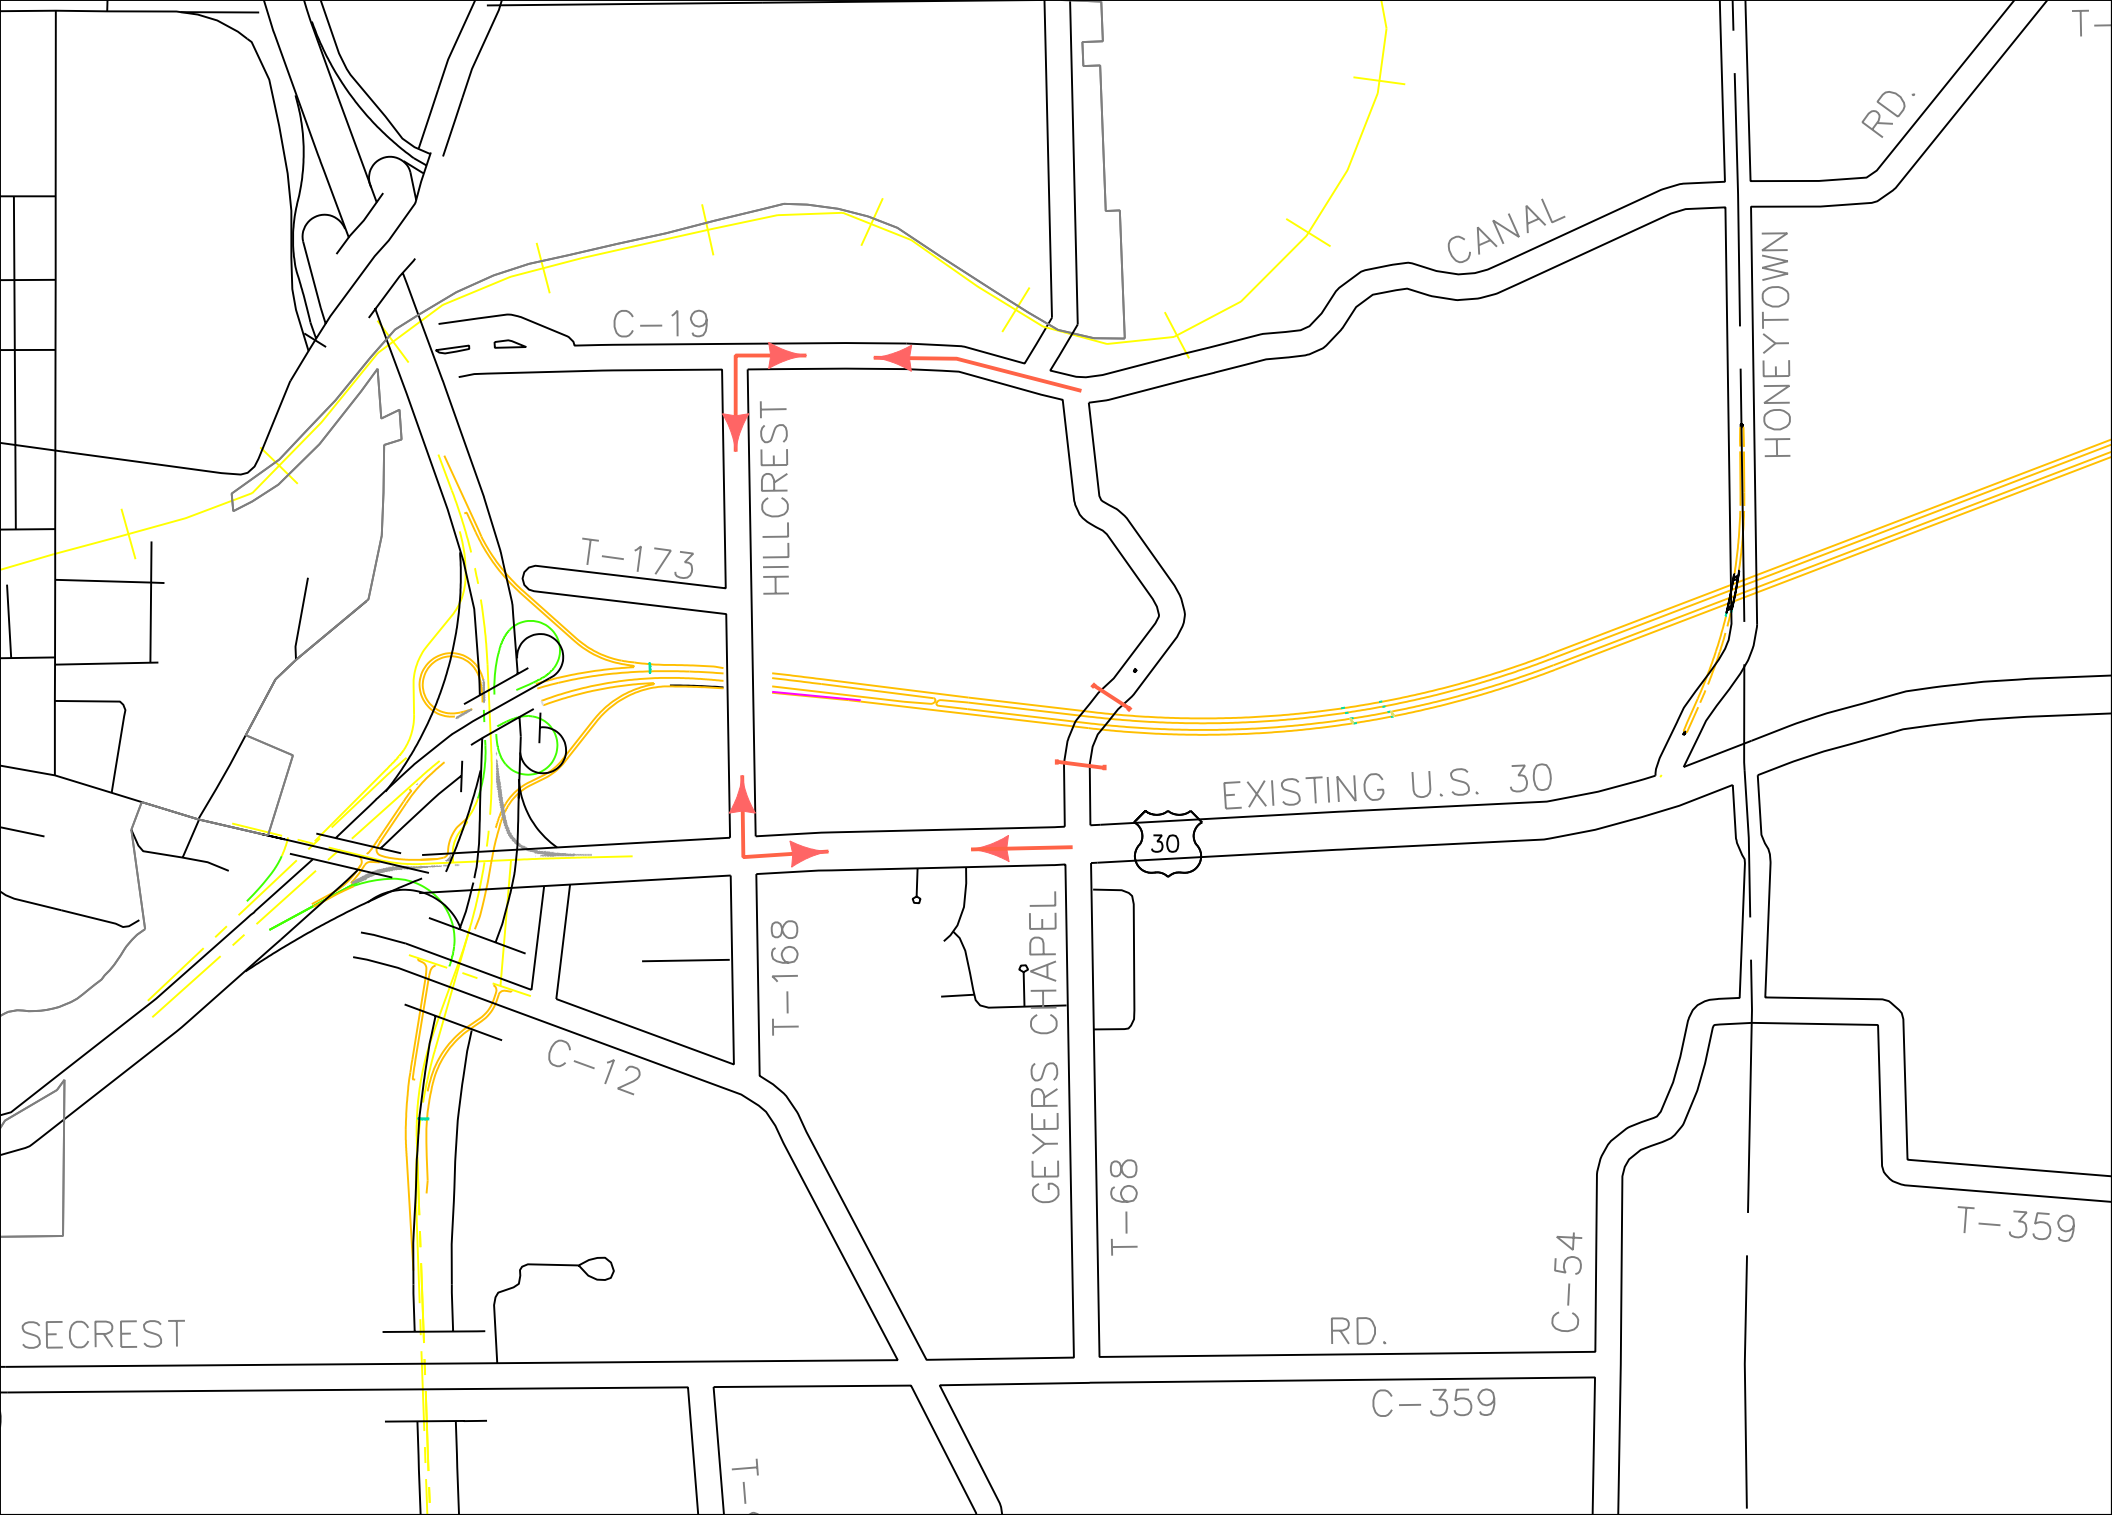 T-
RD.
CANAL
HONEYTOWN
C-19
HILLCREST
T-173
EXISTING U.S. 30
30
T-168
GEYERS CHAPEL
C-12
T-68
T-359
C-54
SECREST
RD.
C-359
T-